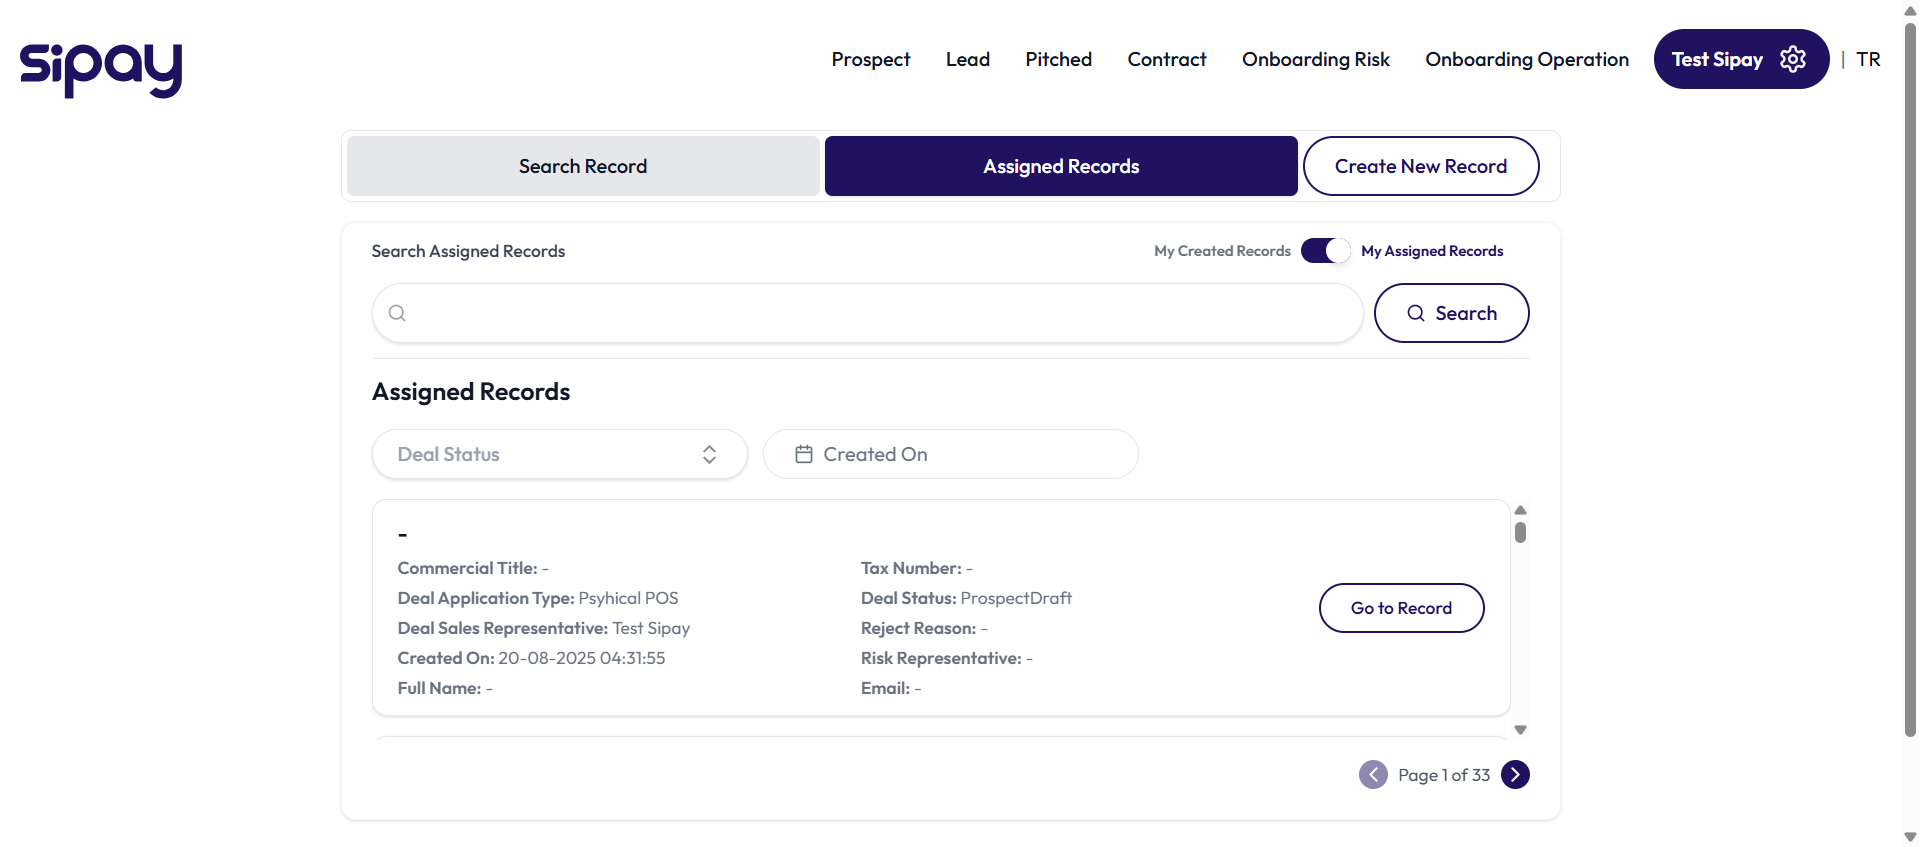 sipay
Prospect Lead Pitched Contract Onboarding Risk Onboarding Operation Test Sipay | TR
Search Record Assigned Records Create New Record
Search Assigned Records My Created Records My Assigned Records
Search
Assigned Records
Deal Status Created On
-
Commercial Title: - Tax Number: -
Deal Application Type: Psyhical POS Deal Status: ProspectDraft
Go to Record
Deal Sales Representative: Test Sipay Reject Reason: -
Created On: 20-08-2025 04:31:55 Risk Representative: -
Full Name: - Email: -
Page 1 of 33